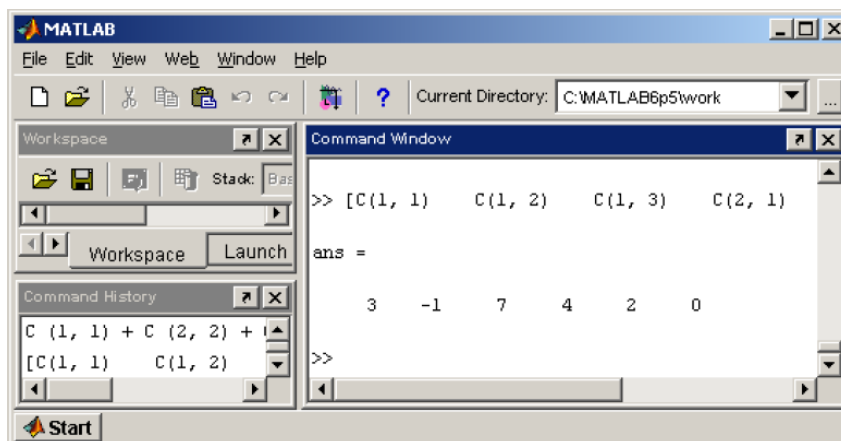 MATLAB
File Edit View Web Window Help
? Current Directory: C:\MATLAB6p5\work ...
Workspace
Stack: Bas
Workspace Launch
Command History
C (1, 1) + C (2, 2) +
[C(1, 1) C(1, 2)
Command Window
>> [C(1, 1) C(1, 2) C(1, 3) C(2, 1)
ans =
3 -1 7 4 2 0
>>
Start